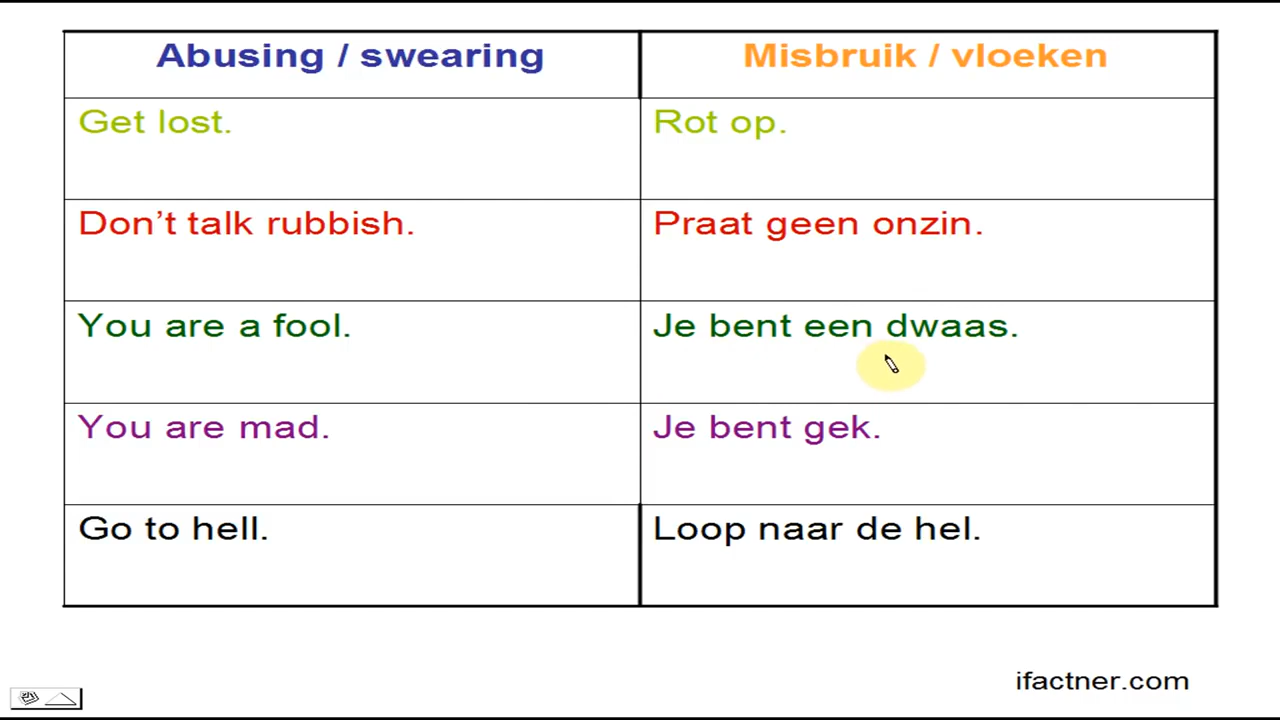 Abusing / swearing
Misbruik / vloeken
Get lost.
Rot op.
Don’t talk rubbish.
Praat geen onzin.
You are a fool.
Je bent een dwaas.
You are mad.
Je bent gek.
Go to hell.
Loop naar de hel.
ifactner.com